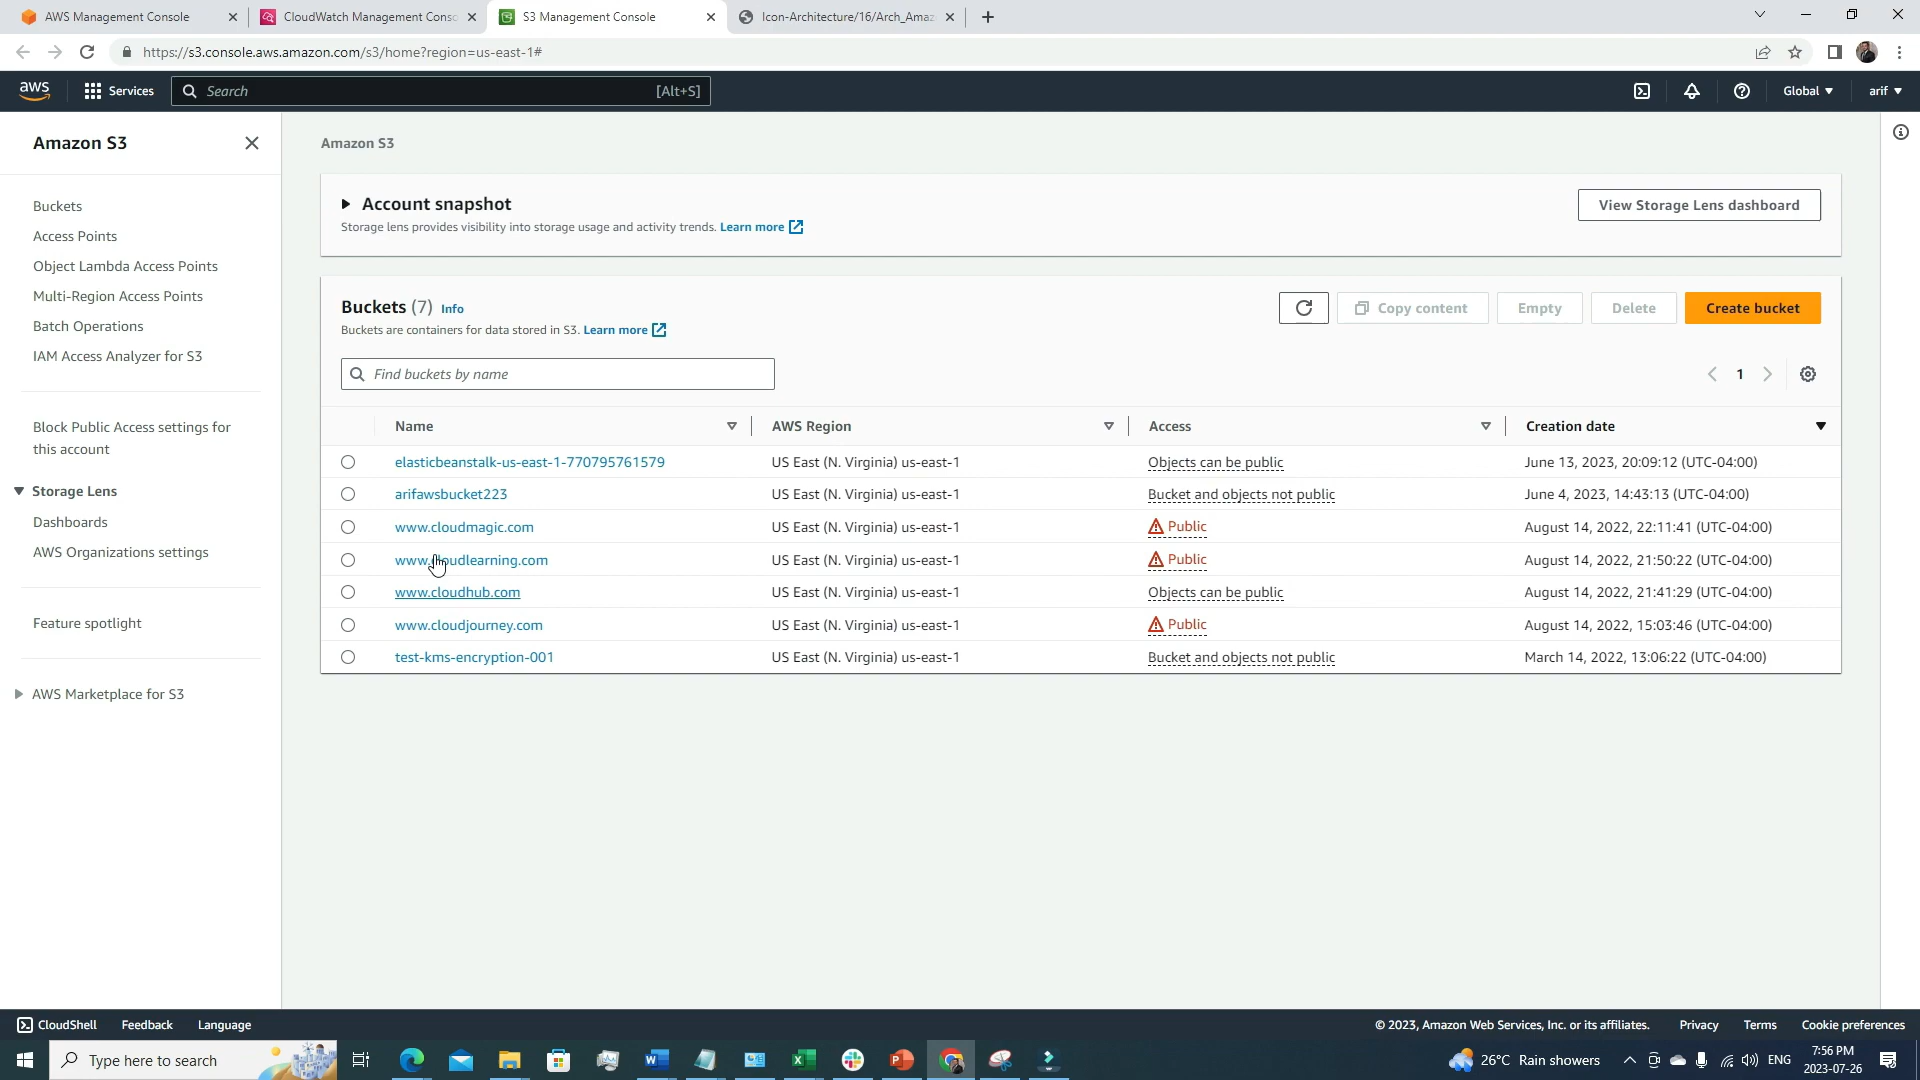 AWS Management Console
CloudWatch Management Conso
S3 Management Console
Icon-Architecture/16/Arch_Amaz
https://s3.console.aws.amazon.com/s3/home?region=us-east-1#
aws
Services
Search
[Alt+S]
Global
arif
Amazon S3
Buckets
Access Points
Object Lambda Access Points
Multi-Region Access Points
Batch Operations
IAM Access Analyzer for S3
Block Public Access settings for
this account
Storage Lens
Dashboards
AWS Organizations settings
Feature spotlight
AWS Marketplace for S3
Amazon S3
Account snapshot
Storage lens provides visibility into storage usage and activity trends. Learn more
View Storage Lens dashboard
Buckets (7) Info
Buckets are containers for data stored in S3. Learn more
Copy content
Empty
Delete
Create bucket
Find buckets by name
1
Name AWS Region Access Creation date
elasticbeanstalk-us-east-1-770795761579 US East (N. Virginia) us-east-1 Objects can be public June 13, 2023, 20:09:12 (UTC-04:00)
arifawsbucket223 US East (N. Virginia) us-east-1 Bucket and objects not public June 4, 2023, 14:43:13 (UTC-04:00)
www.cloudmagic.com US East (N. Virginia) us-east-1 Public August 14, 2022, 22:11:41 (UTC-04:00)
www.cloudlearning.com US East (N. Virginia) us-east-1 Public August 14, 2022, 21:50:22 (UTC-04:00)
www.cloudhub.com US East (N. Virginia) us-east-1 Objects can be public August 14, 2022, 21:41:29 (UTC-04:00)
www.cloudjourney.com US East (N. Virginia) us-east-1 Public August 14, 2022, 15:03:46 (UTC-04:00)
test-kms-encryption-001 US East (N. Virginia) us-east-1 Bucket and objects not public March 14, 2022, 13:06:22 (UTC-04:00)
CloudShell Feedback Language
© 2023, Amazon Web Services, Inc. or its affiliates. Privacy Terms Cookie preferences
Type here to search
26°C Rain showers
ENG
7:56 PM
2023-07-26